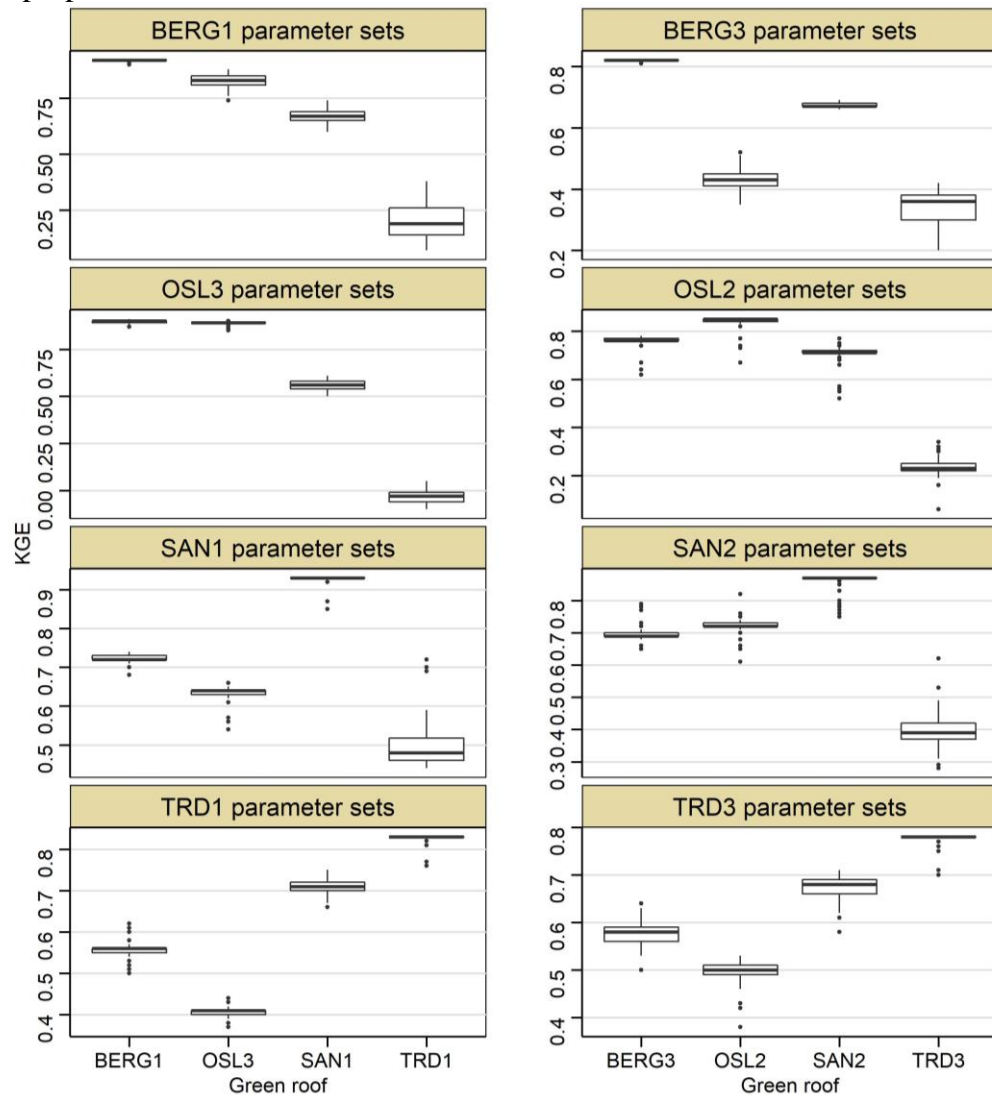 BERG1 parameter sets
0.75
0.50
0.25
BERG3 parameter sets
0.8
0.6
0.4
0.2
OSL3 parameter sets
0.75
0.50
0.25
0.00
OSL2 parameter sets
0.8
0.6
0.4
0.2
KGE
SAN1 parameter sets
0.9
0.8
0.7
0.6
0.5
SAN2 parameter sets
0.8
0.7
0.6
0.5
0.4
0.3
TRD1 parameter sets
0.8
0.7
0.6
0.5
0.4
BERG1 OSL3 SAN1 TRD1
Green roof
TRD3 parameter sets
0.8
0.7
0.6
0.5
0.4
BERG3 OSL2 SAN2 TRD3
Green roof